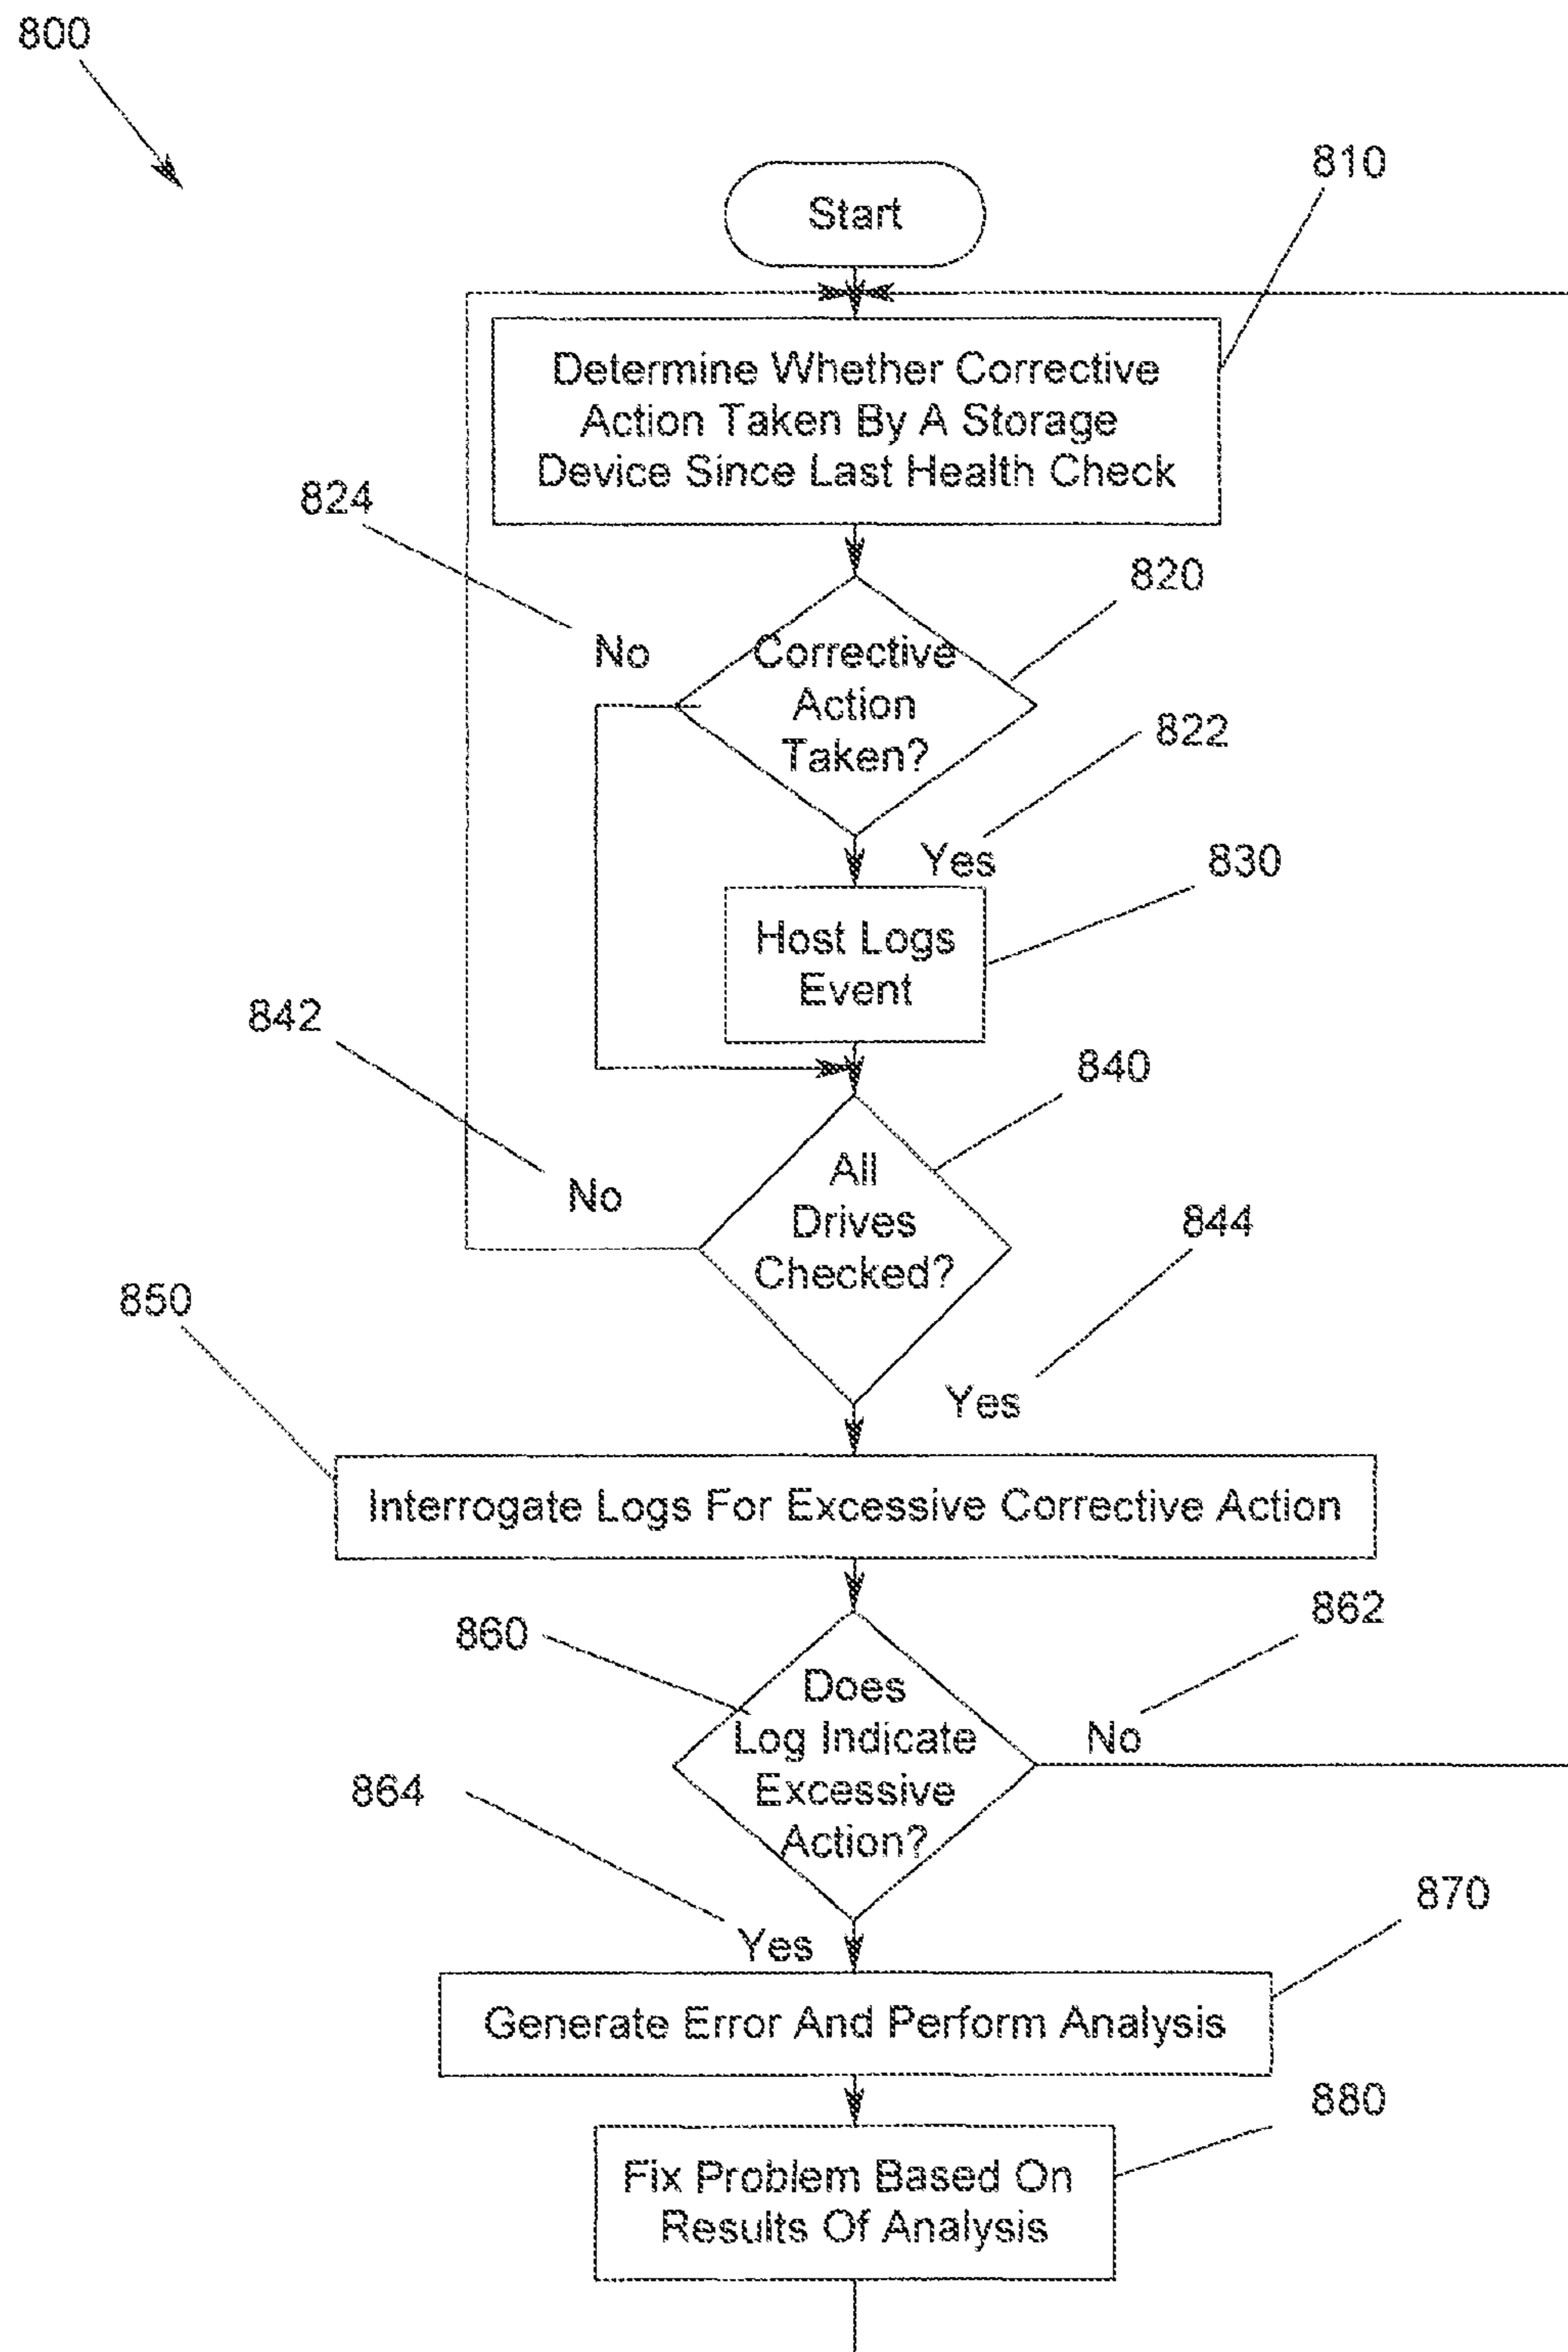 800
810
Start
Determine Whether Corrective
Action Taken By A Storage
Device Since Last Health Check
824
820
No
Corrective
Action
Taken?
822
Yes
830
Host Logs
Event
842
840
All
Drives
Checked?
No
844
850
Yes
Interrogate Logs For Excessive Corrective Action
860
862
Does
Log Indicate
Excessive
Action?
No
864
870
Yes
Generate Error And Perform Analysis
880
Fix Problem Based On
Results Of Analysis